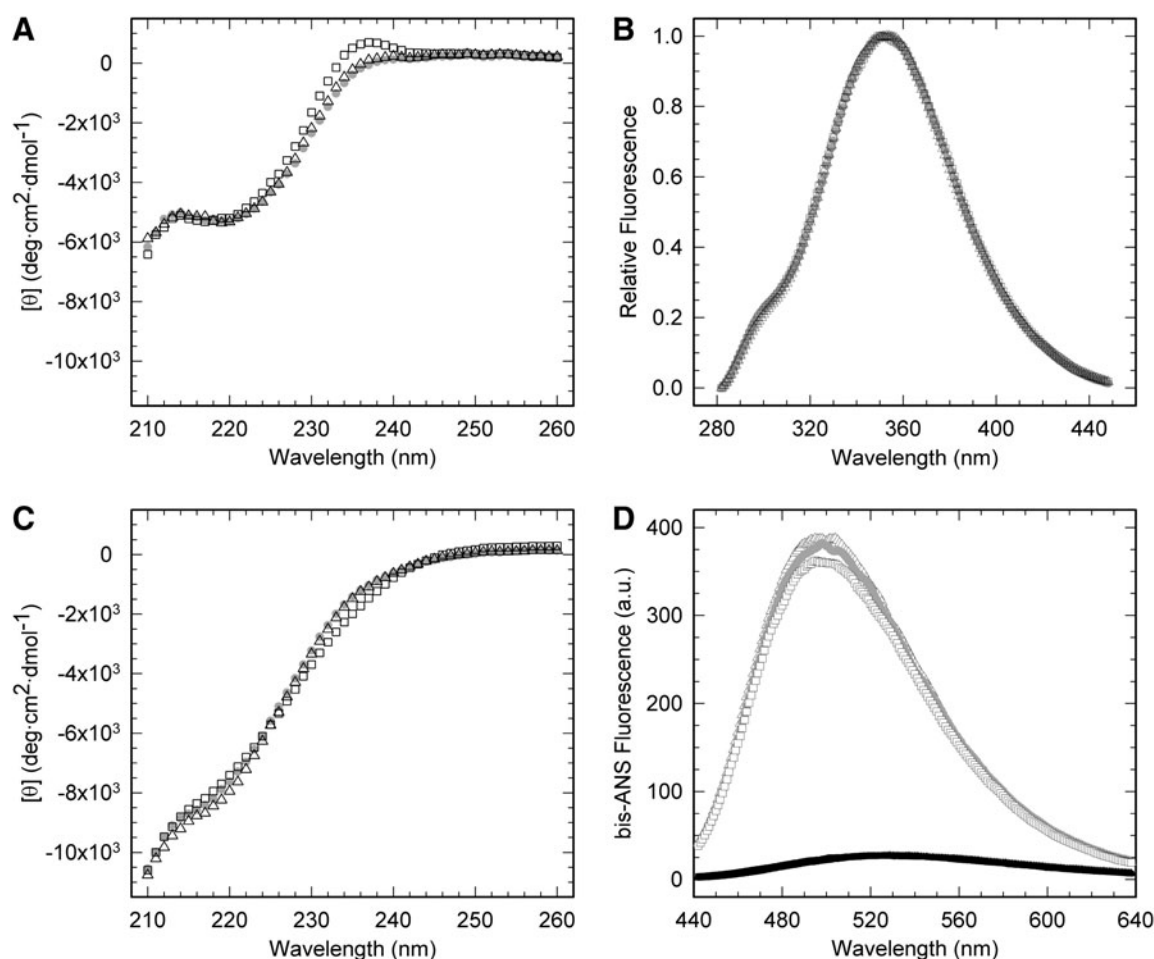 A
0
-2x10³
-4x10³
-6x10³
-8x10³
-10x10³
[θ] (deg·cm²·dmol⁻¹)
210 220 230 240 250 260
Wavelength (nm)
B
1.0
0.8
0.6
0.4
0.2
0.0
Relative Fluorescence
280 320 360 400 440
Wavelength (nm)
C
0
-2x10³
-4x10³
-6x10³
-8x10³
-10x10³
[θ] (deg·cm²·dmol⁻¹)
210 220 230 240 250 260
Wavelength (nm)
D
400
300
200
100
0
bis-ANS Fluorescence (a.u.)
440 480 520 560 600 640
Wavelength (nm)